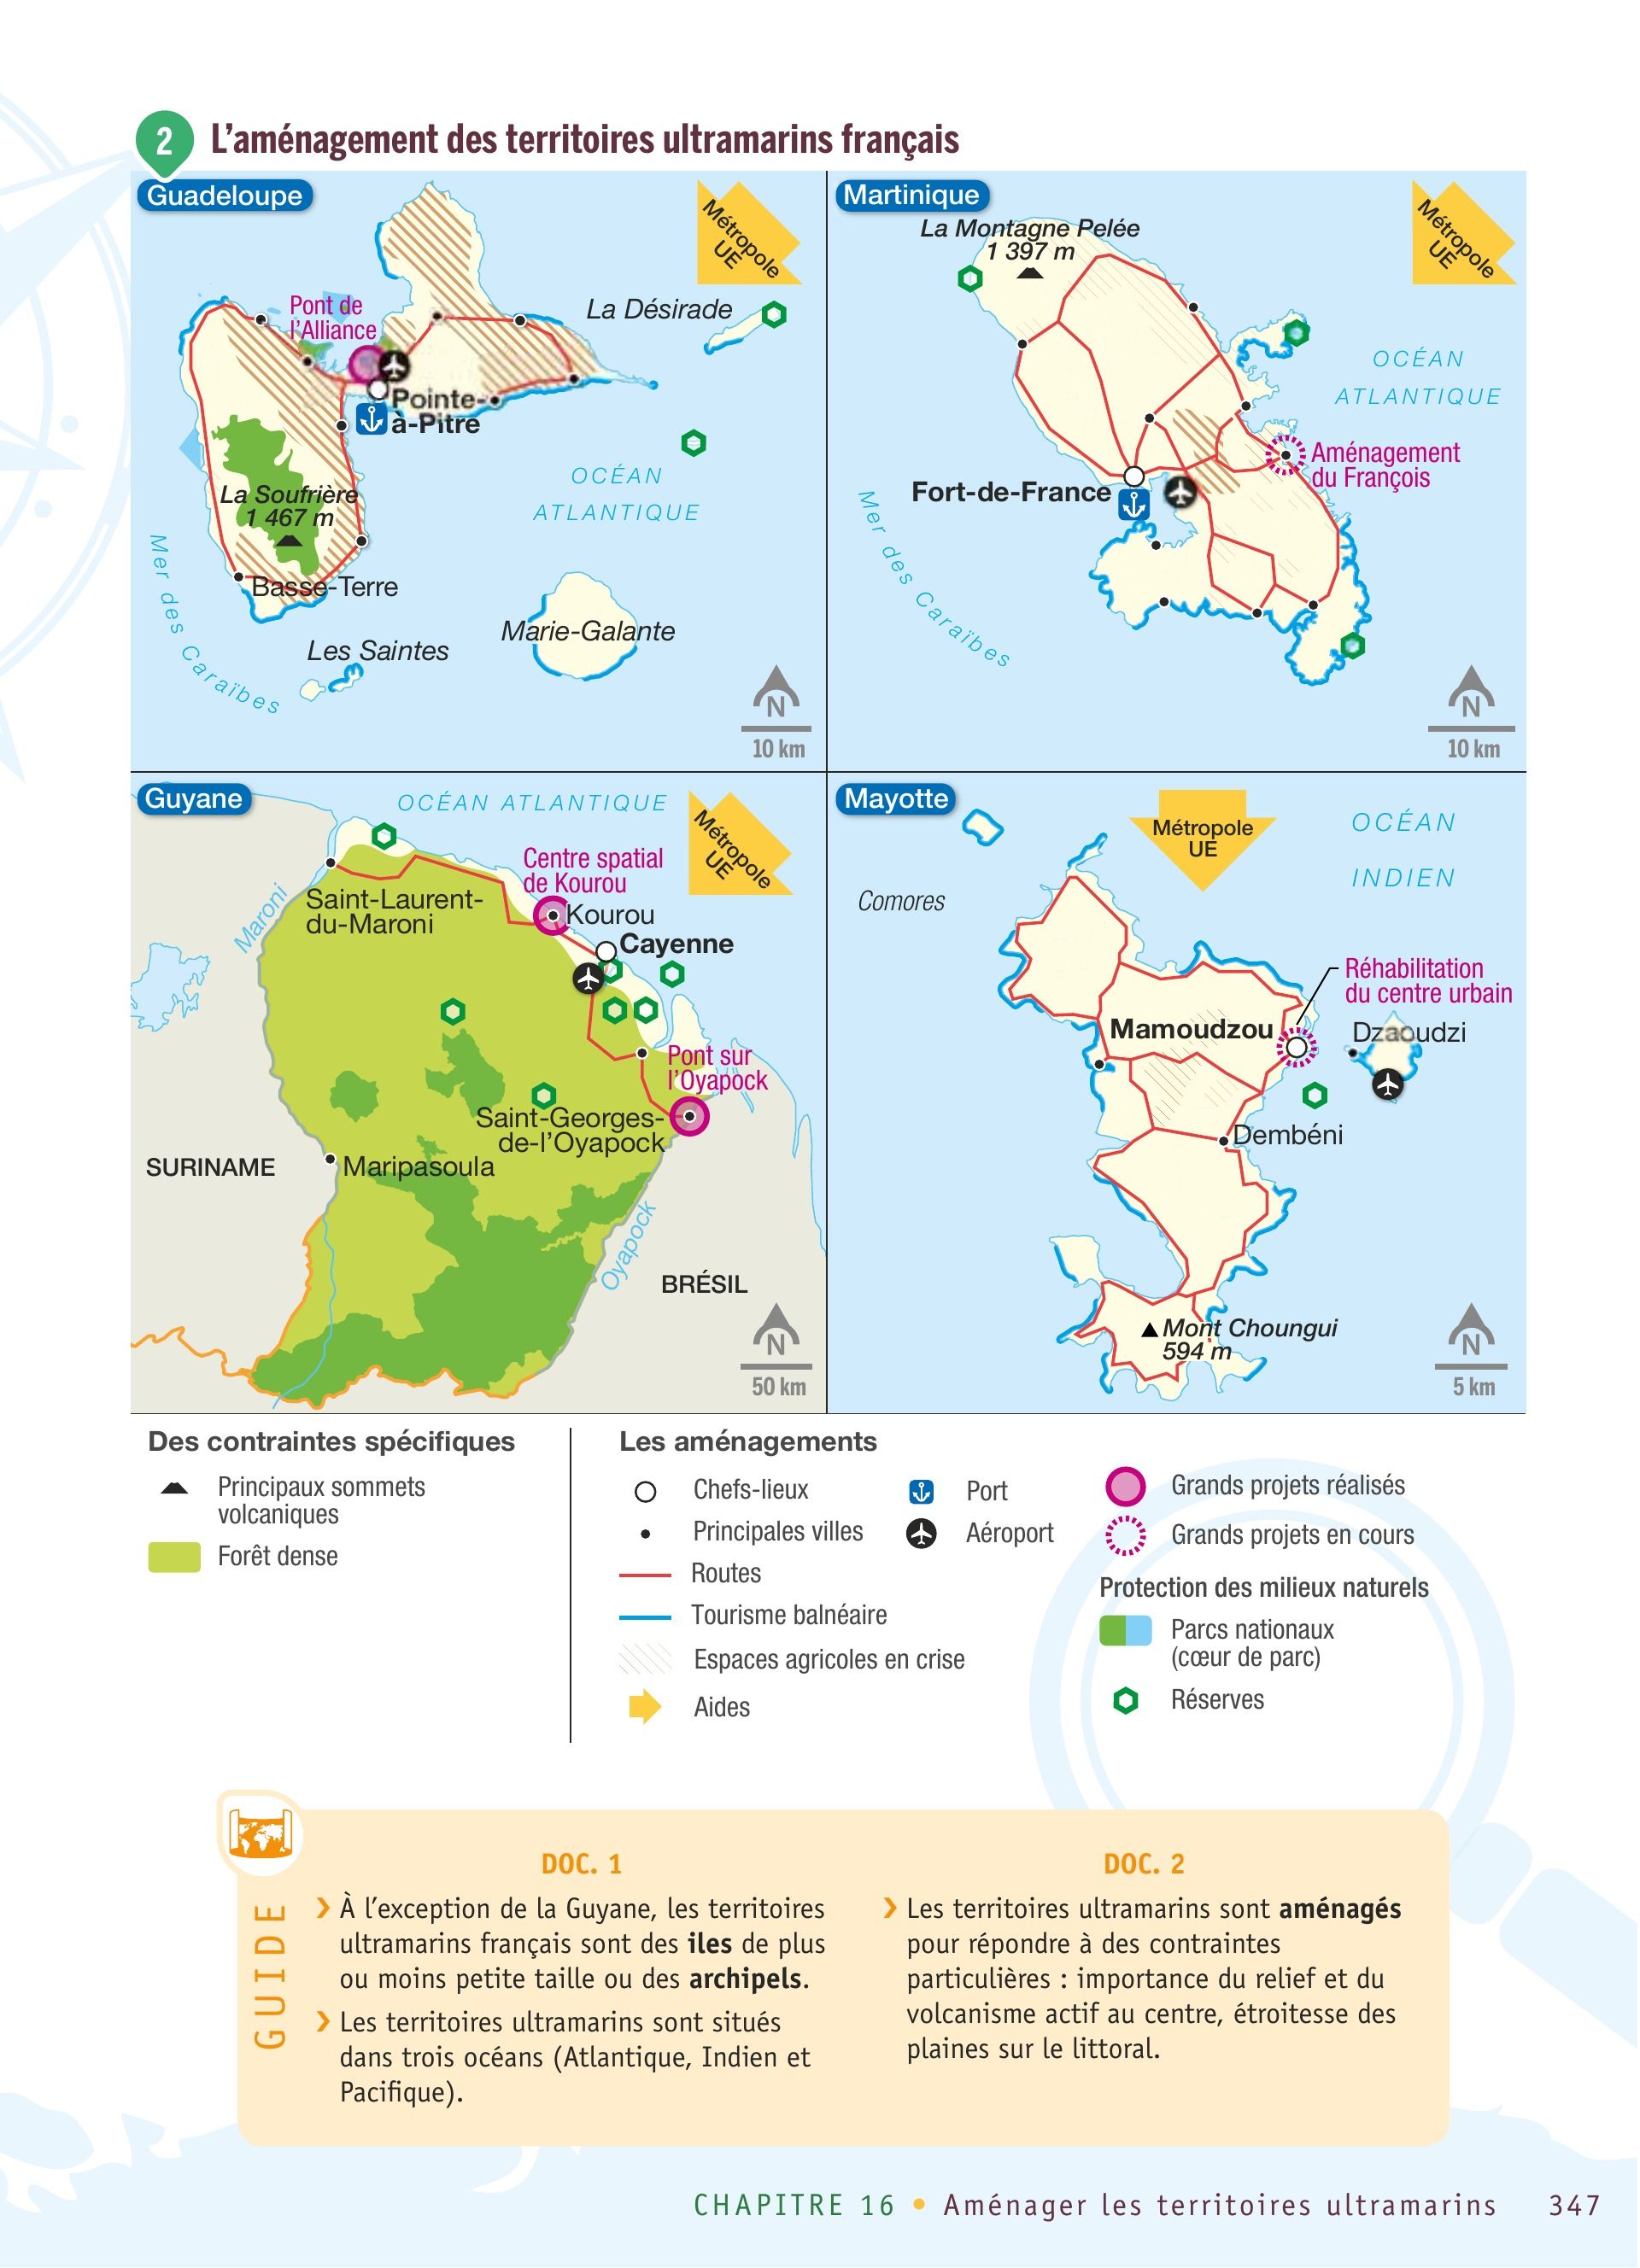 2
L'aménagement des territoires ultramarins français
Guadeloupe
Métropole
UE
Pont de
l'Alliance
La Désirade
Pointe-
à-Pitre
OCÉAN
ATLANTIQUE
La Soufrière
1 467 m
Basse-Terre
Marie-Galante
Les Saintes
Mer des Caraïbes
N
10 km
Martinique
La Montagne Pelée
1 397 m
Métropole
UE
OCÉAN
ATLANTIQUE
Aménagement
du François
Fort-de-France
Mer des Caraïbes
N
10 km
Guyane
OCÉAN ATLANTIQUE
Métropole
UE
Centre spatial
de Kourou
Saint-Laurent-
du-Maroni
Maroni
Kourou
Cayenne
Pont sur
l'Oyapock
Saint-Georges-
de-l'Oyapock
SURINAME
Maripasoula
Oyapock
BRÉSIL
N
50 km
Mayotte
Métropole
UE
OCÉAN
INDIEN
Comores
Réhabilitation
du centre urbain
Mamoudzou
Dzaoudzi
Dembéni
Mont Choungui
594 m
N
5 km
Des contraintes spécifiques
Principaux sommets
volcaniques
Forêt dense
Les aménagements
Chefs-lieux
Principales villes
Routes
Tourisme balnéaire
Espaces agricoles en crise
Aides
Port
Aéroport
Grands projets réalisés
Grands projets en cours
Protection des milieux naturels
Parcs nationaux
(cœur de parc)
Réserves
GUIDE
DOC. 1
› À l'exception de la Guyane, les territoires
ultramarins français sont des iles de plus
ou moins petite taille ou des archipels.
› Les territoires ultramarins sont situés
dans trois océans (Atlantique, Indien et
Pacifique).
DOC. 2
› Les territoires ultramarins sont aménagés
pour répondre à des contraintes
particulières : importance du relief et du
volcanisme actif au centre, étroitesse des
plaines sur le littoral.
CHAPITRE 16 • Aménager les territoires ultramarins 347